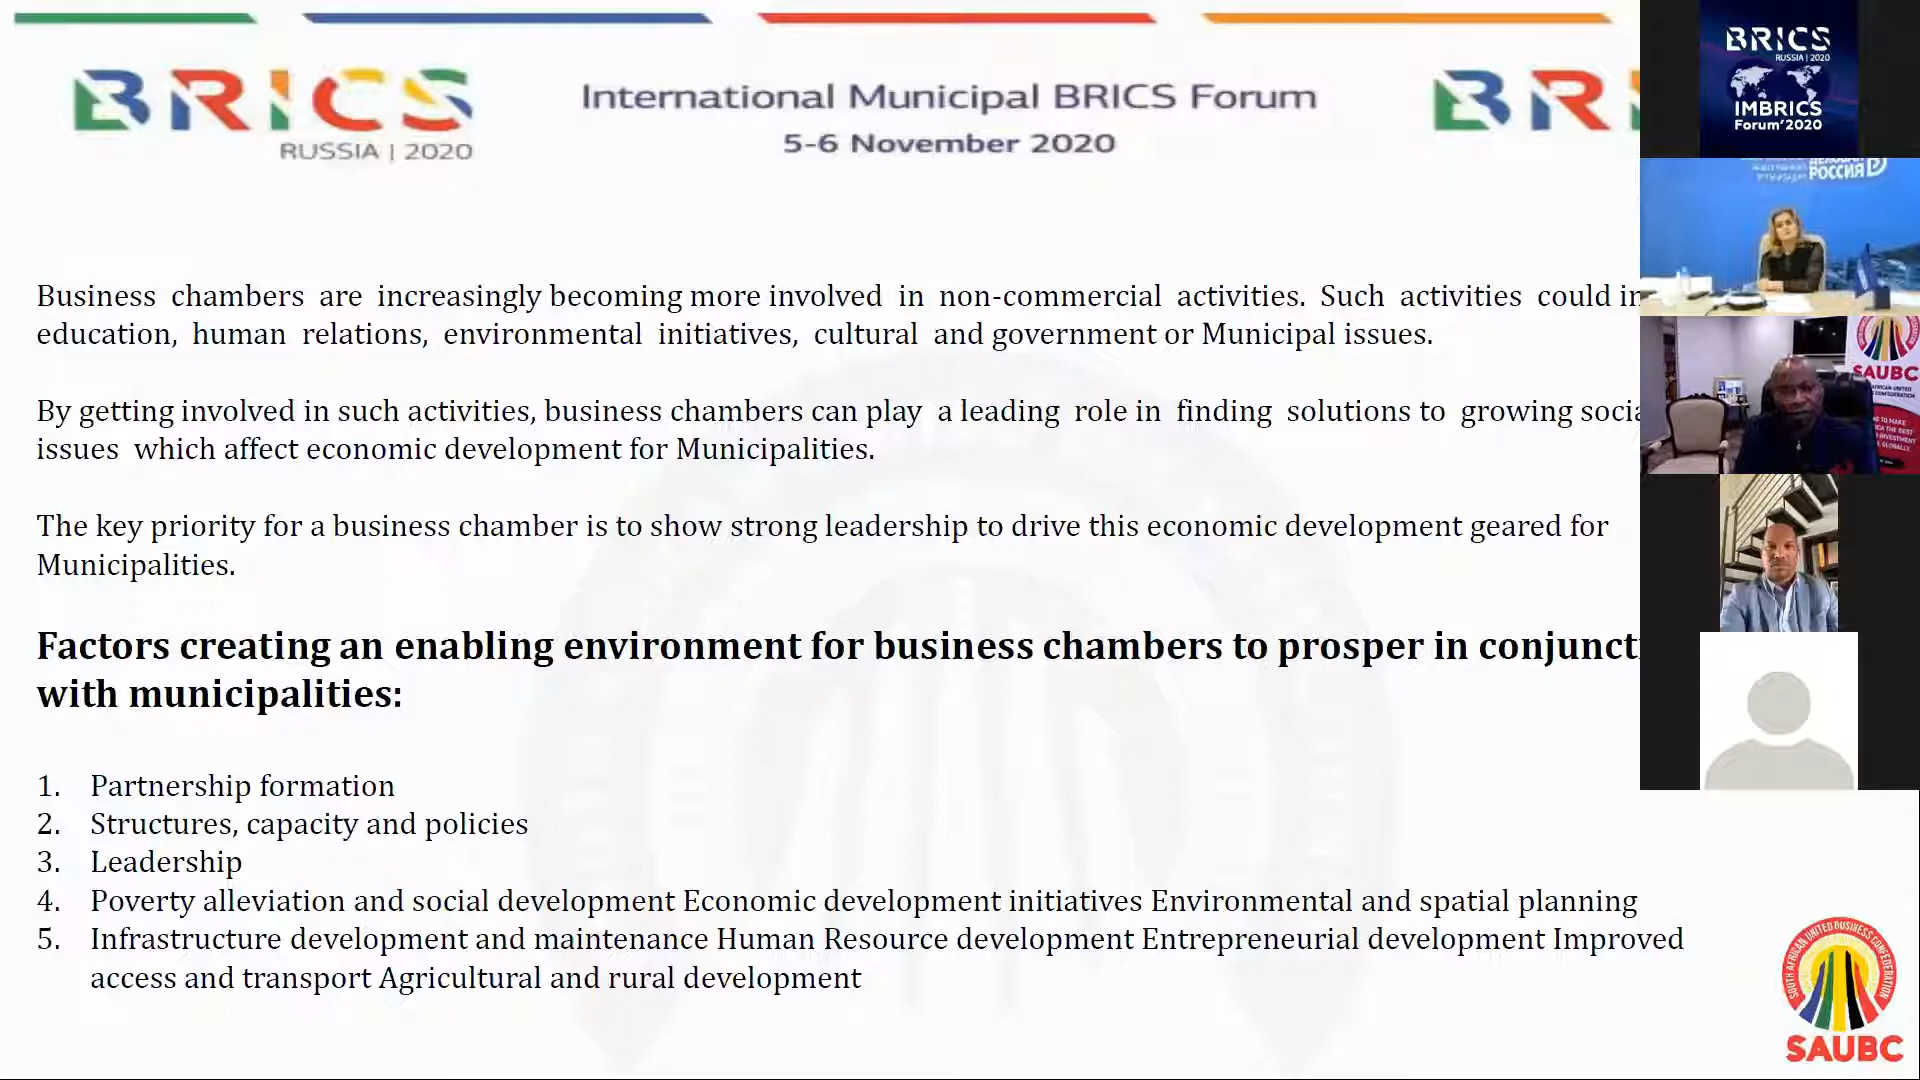 BRICS
RUSSIA | 2020
International Municipal BRICS Forum
5-6 November 2020
BR
Business chambers are increasingly becoming more involved in non-commercial activities. Such activities could
education, human relations, environmental initiatives, cultural and government or Municipal issues.
By getting involved in such activities, business chambers can play a leading role in finding solutions to growing
issues which affect economic development for Municipalities.
The key priority for a business chamber is to show strong leadership to drive this economic development geared for
Municipalities.
Factors creating an enabling environment for business chambers to prosper in
with municipalities:
1. Partnership formation
2. Structures, capacity and policies
3. Leadership
4. Poverty alleviation and social development Economic development initiatives Environmental and spatial planning
5. Infrastructure development and maintenance Human Resource development Entrepreneurial development Improved
access and transport Agricultural and rural development
BRICS
RUSSIA | 2020
IMBRICS
Forum'2020
РОССИЯ
SAUBC
SOUTH AFRICAN UNITED BUSINESS CONFEDERATION
SAUBC